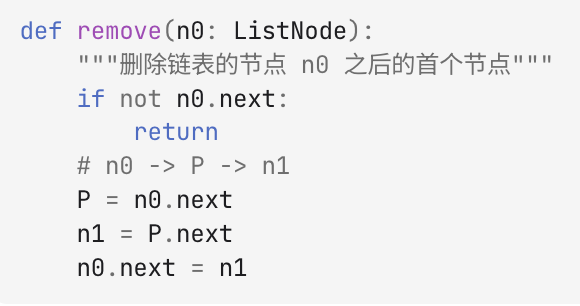 def remove(n0: ListNode):
    """删除链表的节点 n0 之后的首个节点"""
    if not n0.next:
        return
    # n0 -> P -> n1
    P = n0.next
    n1 = P.next
    n0.next = n1